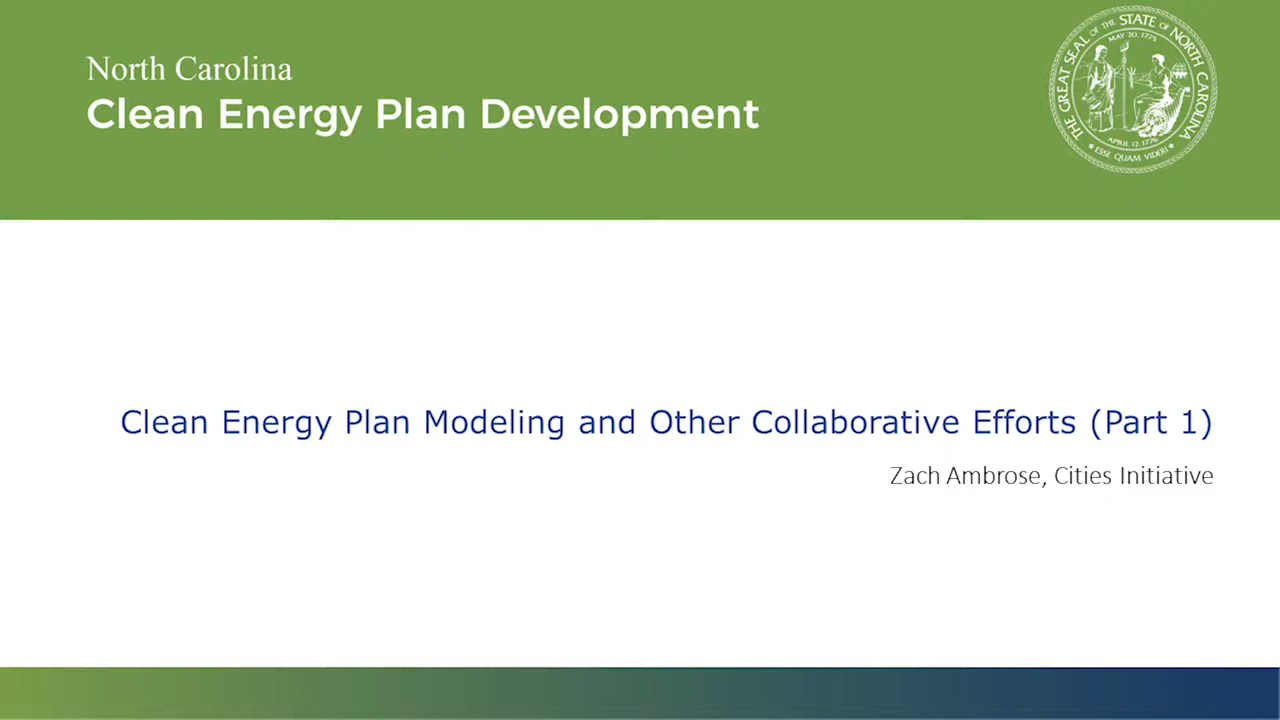 North Carolina
Clean Energy Plan Development
THE GREAT SEAL OF THE STATE OF NORTH CAROLINA
MAY 20, 1775
APRIL 12, 1776
★ ESSE QUAM VIDERI ★
Clean Energy Plan Modeling and Other Collaborative Efforts (Part 1)
Zach Ambrose, Cities Initiative